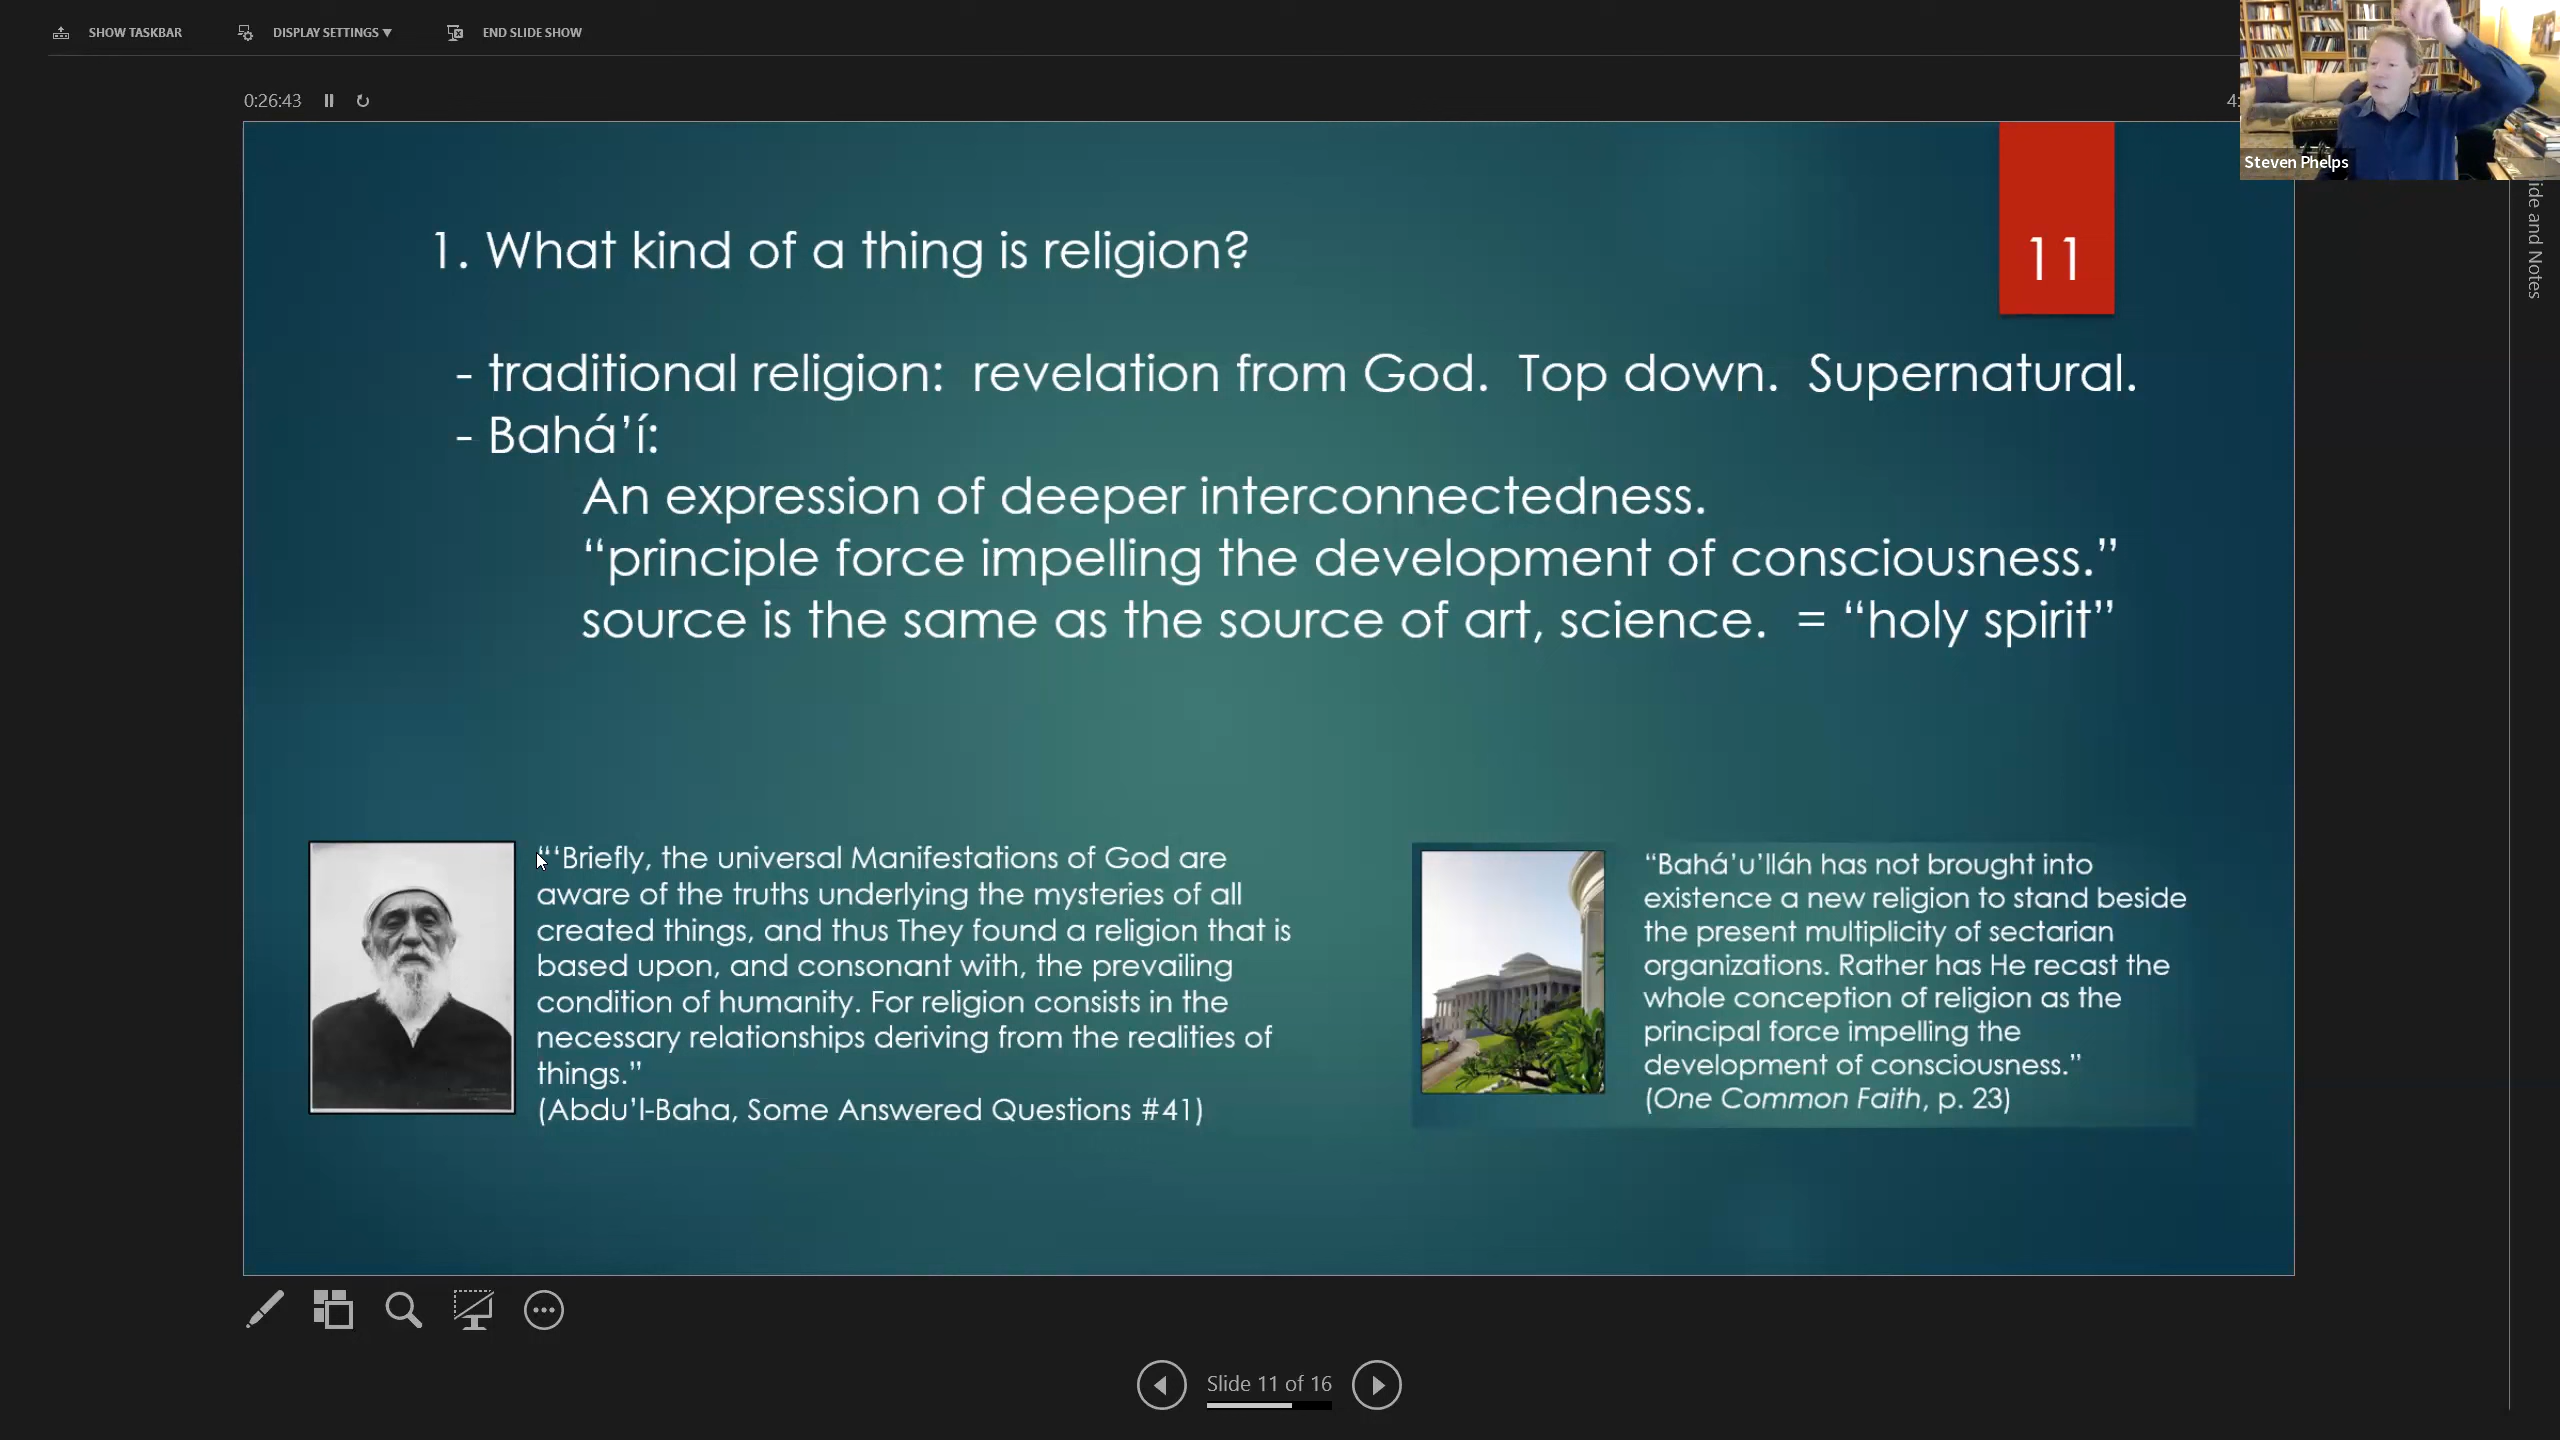 SHOW TASKBAR
DISPLAY SETTINGS ▼
END SLIDE SHOW
0:26:43
4:
Steven Phelps
ide and Notes
11
1. What kind of a thing is religion?
- traditional religion:  revelation from God.  Top down.  Supernatural.
- Bahá’í:
An expression of deeper interconnectedness.
“principle force impelling the development of consciousness.”
source is the same as the source of art, science.  = “holy spirit”
“‘Briefly, the universal Manifestations of God are
aware of the truths underlying the mysteries of all
created things, and thus They found a religion that is
based upon, and consonant with, the prevailing
condition of humanity. For religion consists in the
necessary relationships deriving from the realities of
things.”
(Abdu’l-Baha, Some Answered Questions #41)
“Bahá’u’lláh has not brought into
existence a new religion to stand beside
the present multiplicity of sectarian
organizations. Rather has He recast the
whole conception of religion as the
principal force impelling the
development of consciousness.”
(One Common Faith, p. 23)
Slide 11 of 16